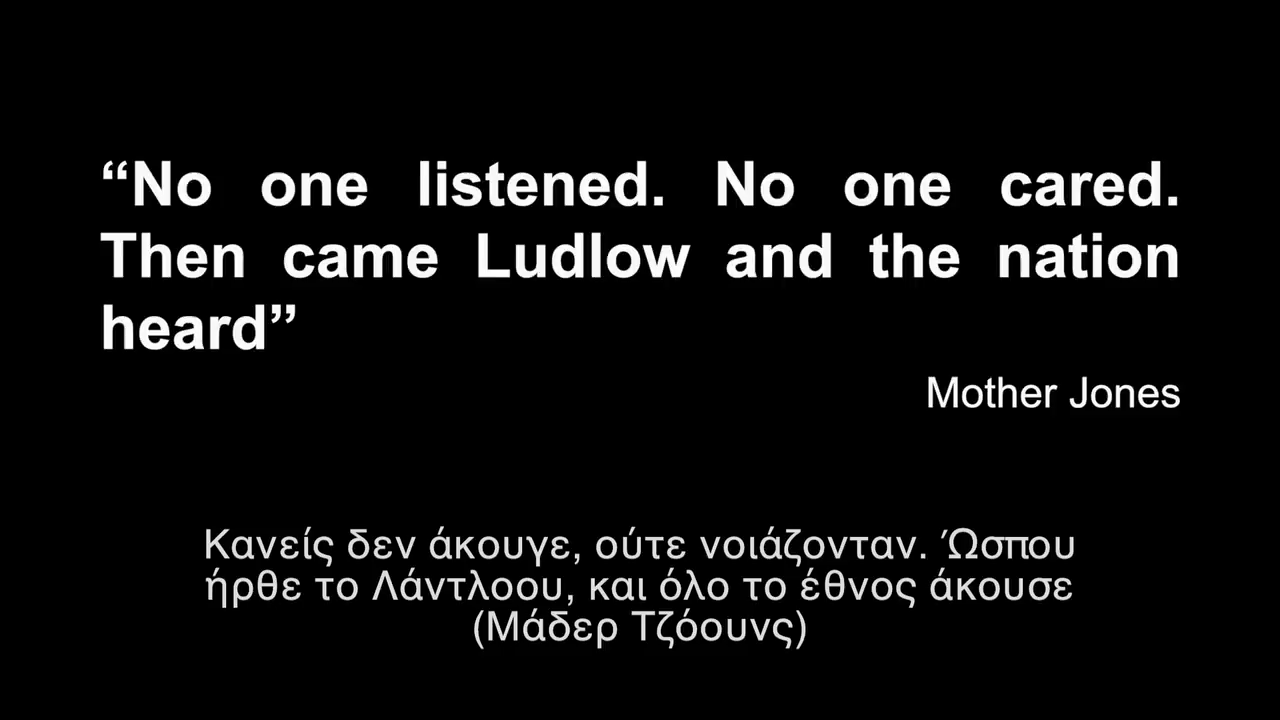 “No one listened. No one cared.
Then came Ludlow and the nation
heard”
Mother Jones
Κανείς δεν άκουγε, ούτε νοιάζονταν. Ώσπου
ήρθε το Λάντλοου, και όλο το έθνος άκουσε
(Μάδερ Τζόουνς)